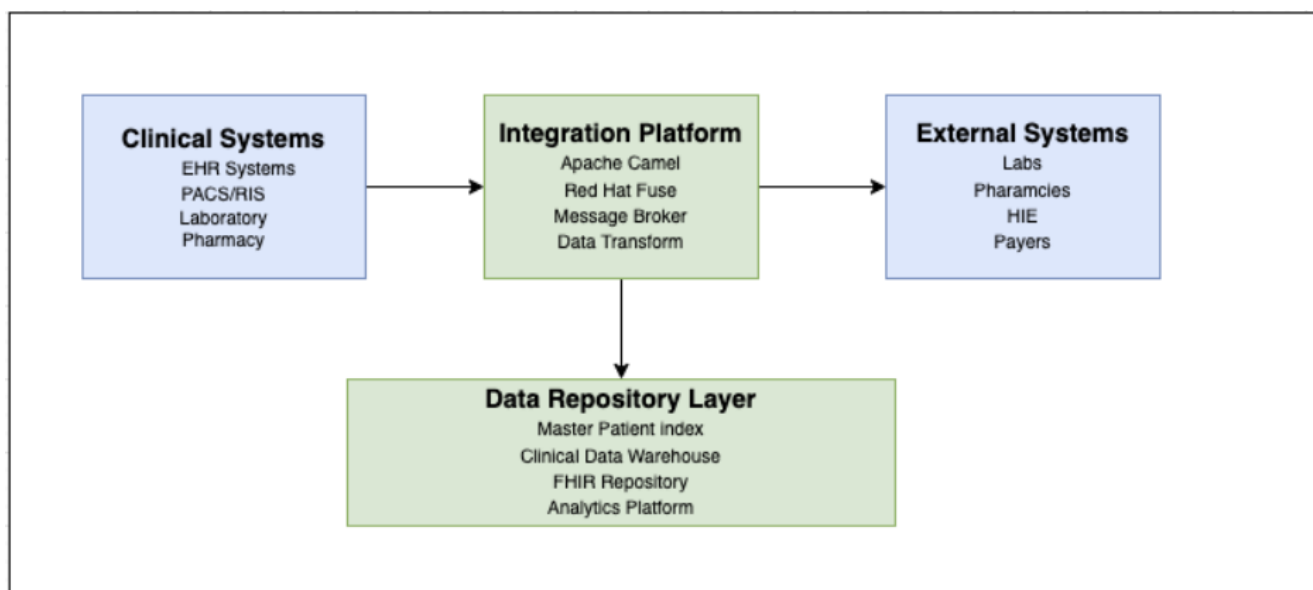 Clinical Systems
EHR Systems
PACS/RIS
Laboratory
Pharmacy
Integration Platform
Apache Camel
Red Hat Fuse
Message Broker
Data Transform
External Systems
Labs
Pharamcies
HIE
Payers
Data Repository Layer
Master Patient index
Clinical Data Warehouse
FHIR Repository
Analytics Platform